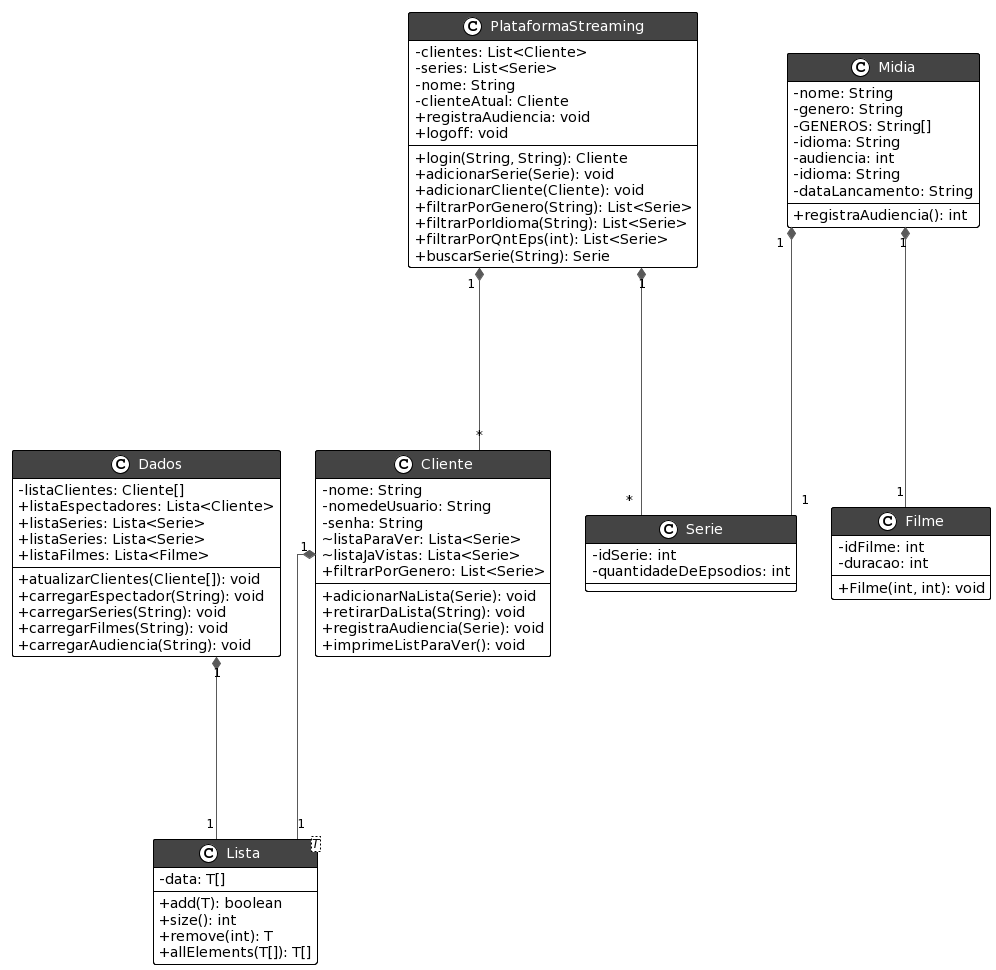 C PlataformaStreaming
-clientes: List<Cliente>
-series: List<Serie>
-nome: String
-clienteAtual: Cliente
+registraAudiencia: void
+logoff: void
+login(String, String): Cliente
+adicionarSerie(Serie): void
+adicionarCliente(Cliente): void
+filtrarPorGenero(String): List<Serie>
+filtrarPorIdioma(String): List<Serie>
+filtrarPorQntEps(int): List<Serie>
+buscarSerie(String): Serie
C Midia
-nome: String
-genero: String
-GENEROS: String[]
-idioma: String
-audiencia: int
-idioma: String
-dataLancamento: String
+registraAudiencia(): int
1
1
1
1
*
*
1
1
C Dados
-listaClientes: Cliente[]
+listaEspectadores: Lista<Cliente>
+listaSeries: Lista<Serie>
+listaSeries: Lista<Serie>
+listaFilmes: Lista<Filme>
+atualizarClientes(Cliente[]): void
+carregarEspectador(String): void
+carregarSeries(String): void
+carregarFilmes(String): void
+carregarAudiencia(String): void
C Cliente
-nome: String
-nomedeUsuario: String
-senha: String
~listaParaVer: Lista<Serie>
~listaJaVistas: Lista<Serie>
+filtrarPorGenero: List<Serie>
+adicionarNaLista(Serie): void
+retirarDaLista(String): void
+registraAudiencia(Serie): void
+imprimeListParaVer(): void
C Serie
-idSerie: int
-quantidadeDeEpsodios: int
C Filme
-idFilme: int
-duracao: int
+Filme(int, int): void
1
1
1
1
C Lista
T
-data: T[]
+add(T): boolean
+size(): int
+remove(int): T
+allElements(T[]): T[]